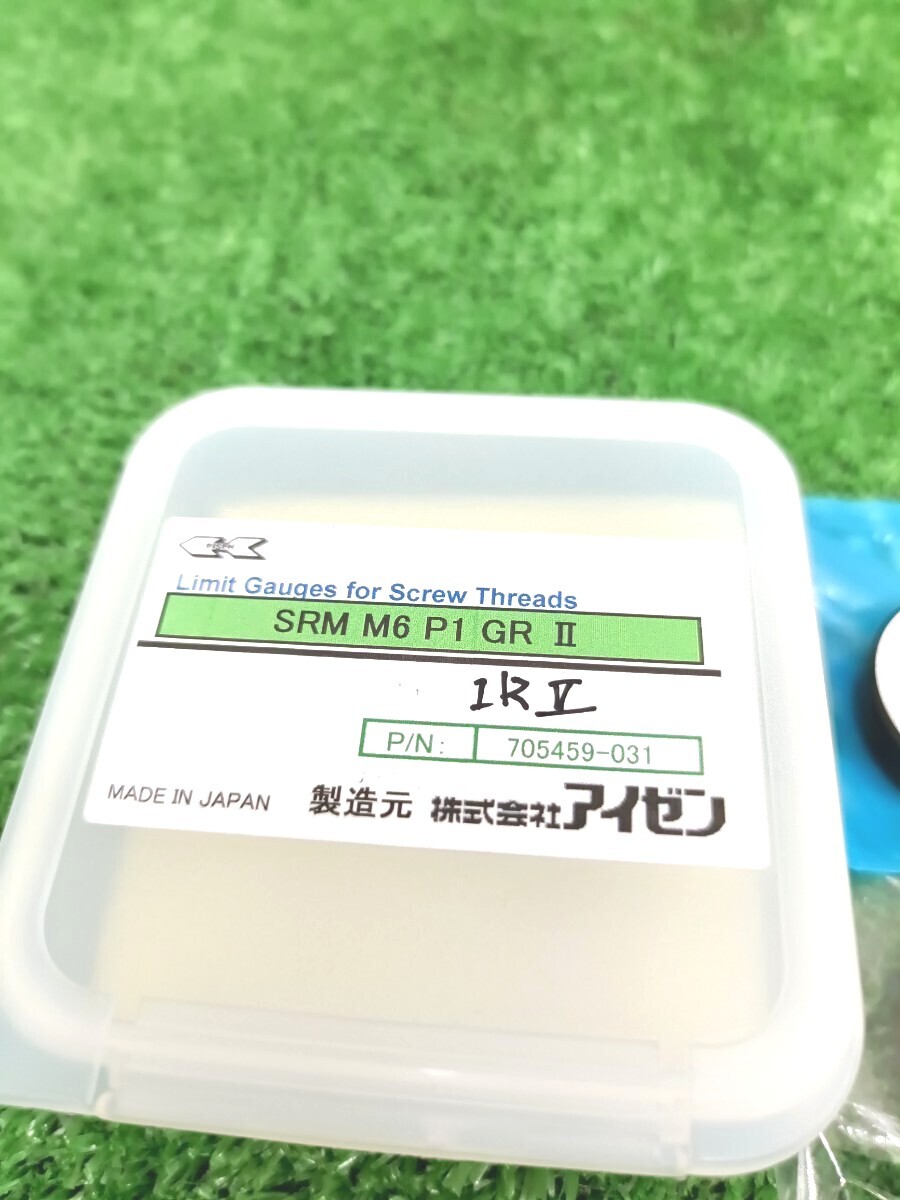 Limit Gauges for Screw Threads
SRM M6 P1 GR Ⅱ
1R Ⅴ
P/N: 705459-031
MADE IN JAPAN 製造元 株式会社アイゼン